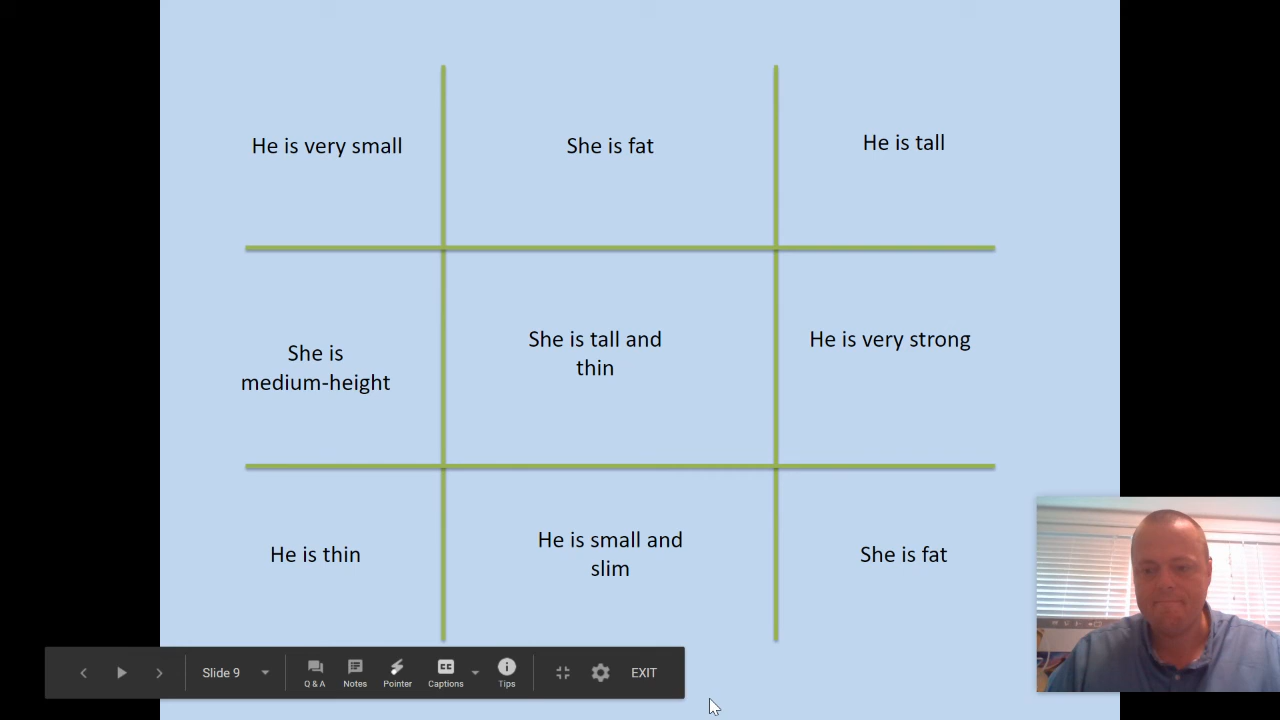 He is very small
She is fat
He is tall
She is
medium-height
She is tall and
thin
He is very strong
He is thin
He is small and
slim
She is fat
Slide 9
Q & A
Notes
Pointer
Captions
Tips
EXIT
CC